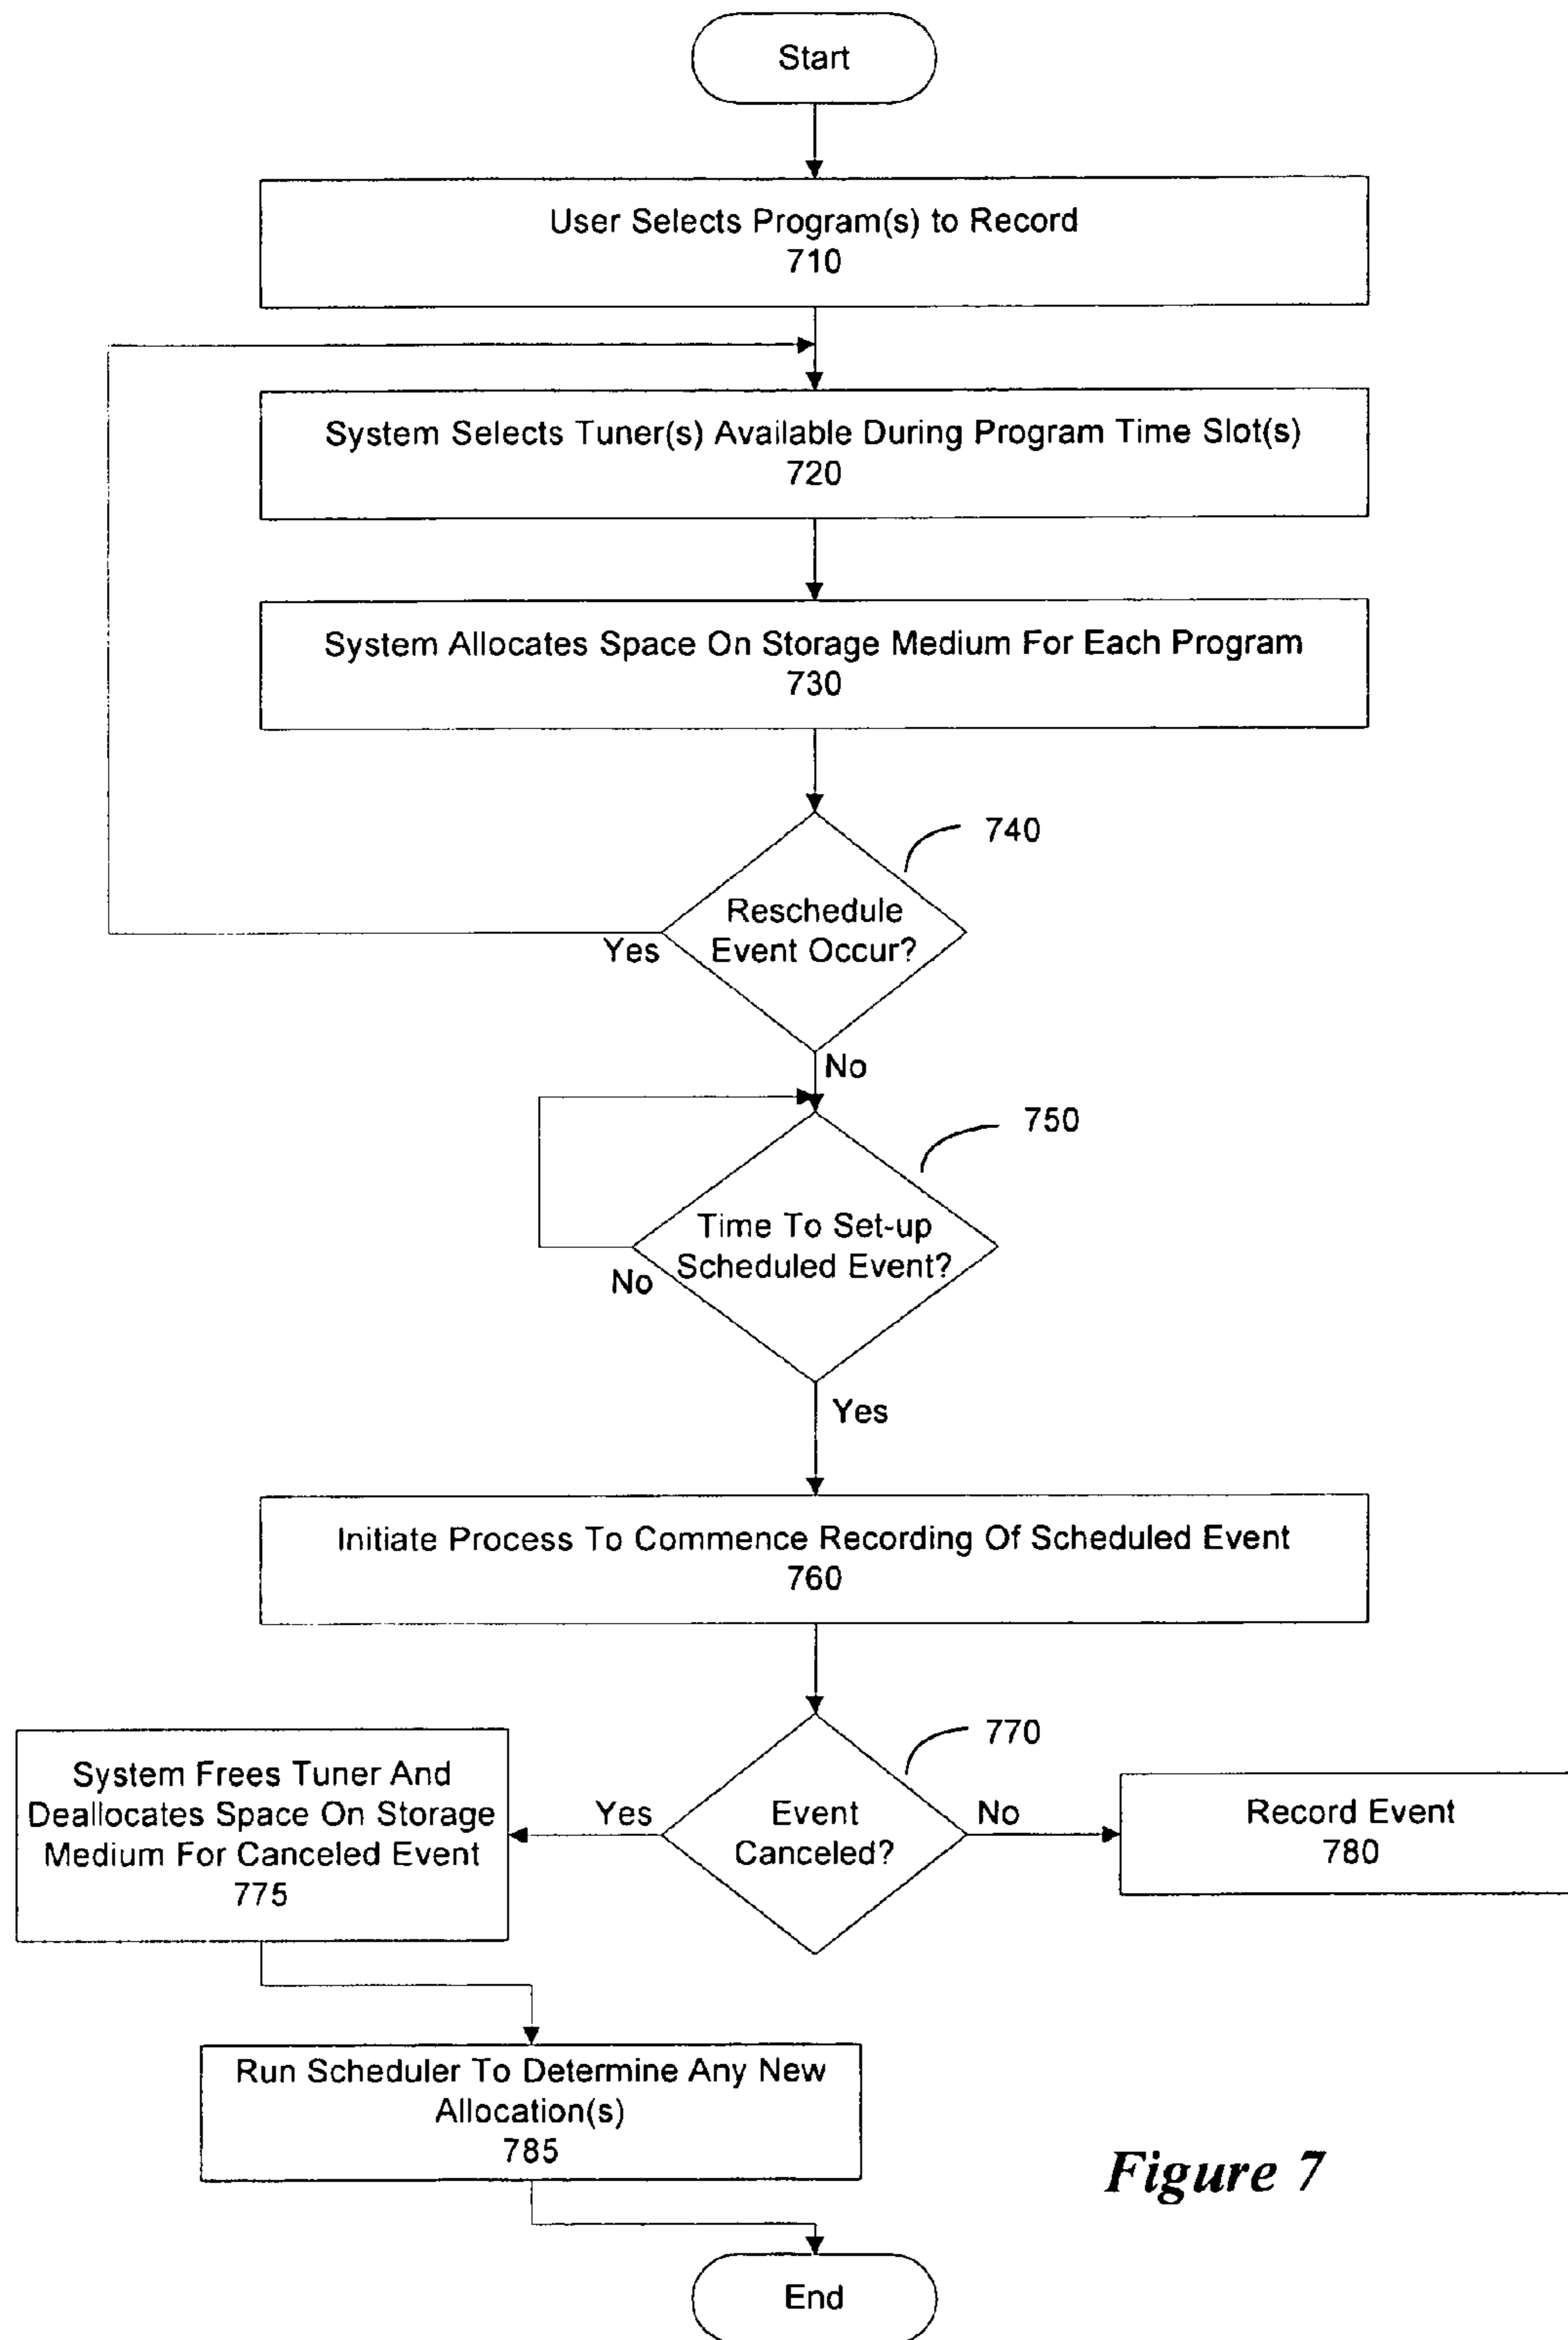 Start
User Selects Program(s) to Record
710
System Selects Tuner(s) Available During Program Time Slot(s)
720
System Allocates Space On Storage Medium For Each Program
730
740
Reschedule
Event Occur?
Yes
No
750
Time To Set-up
Scheduled Event?
No
Yes
Initiate Process To Commence Recording Of Scheduled Event
760
770
System Frees Tuner And
Deallocates Space On Storage
Medium For Canceled Event
775
Yes
Event
Canceled?
No
Record Event
780
Run Scheduler To Determine Any New
Allocation(s)
785
Figure 7
End